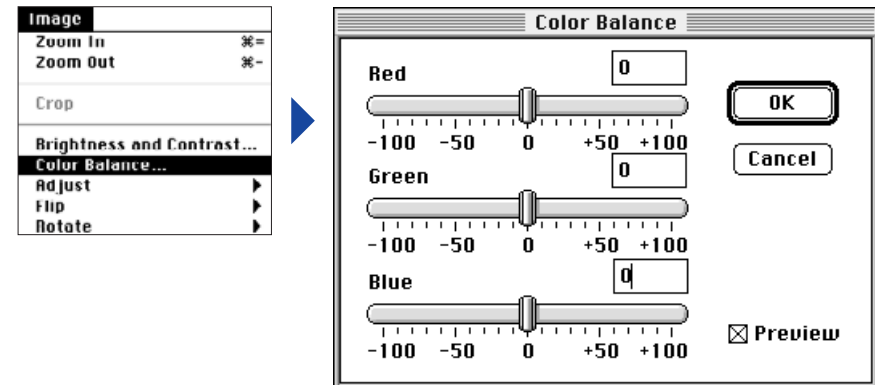 Image
Zoom In ⌘=
Zoom Out ⌘-
Crop
Brightness and Contrast...
Color Balance...
Adjust
Flip
Rotate
Color Balance
Red 0
-100 -50 0 +50 +100
Green 0
-100 -50 0 +50 +100
Blue 0
-100 -50 0 +50 +100
OK
Cancel
Preview